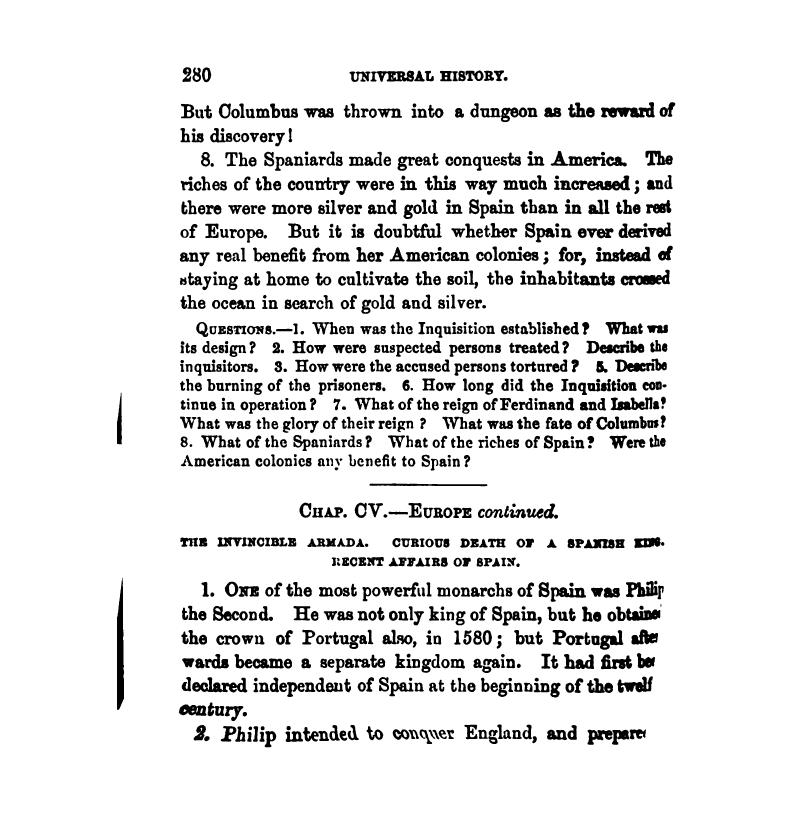 280 UNIVERSAL HISTORY.
But Columbus was thrown into a dungeon as the reward of
his discovery!
8. The Spaniards made great conquests in America. The
riches of the country were in this way much increased; and
there were more silver and gold in Spain than in all the rest
of Europe. But it is doubtful whether Spain ever derived
any real benefit from her American colonies; for, instead of
staying at home to cultivate the soil, the inhabitants crossed
the ocean in search of gold and silver.
QUESTIONS.—1. When was the Inquisition established? What was
its design? 2. How were suspected persons treated? Describe the
inquisitors. 3. How were the accused persons tortured? 5. Describe
the burning of the prisoners. 6. How long did the Inquisition con-
tinue in operation? 7. What of the reign of Ferdinand and Isabella?
What was the glory of their reign? What was the fate of Columbus?
8. What of the Spaniards? What of the riches of Spain? Were the
American colonies any benefit to Spain?
CHAP. CV.—EUROPE continued.
THE INVINCIBLE ARMADA. CURIOUS DEATH OF A SPANISH KING.
RECENT AFFAIRS OF SPAIN.
1. ONE of the most powerful monarchs of Spain was Philip
the Second. He was not only king of Spain, but he obtained
the crown of Portugal also, in 1580; but Portugal after
wards became a separate kingdom again. It had first be
declared independent of Spain at the beginning of the twelf
century.
2. Philip intended to conquer England, and prepare